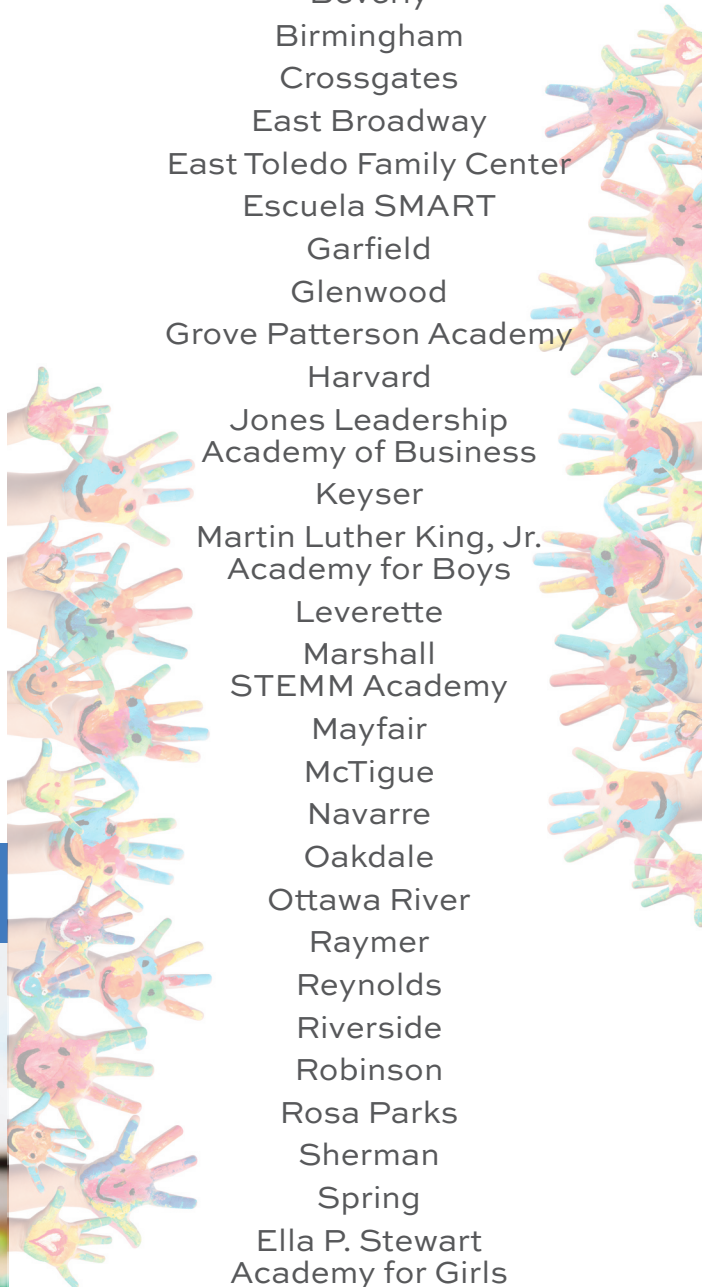 Beverly
Birmingham
Crossgates
East Broadway
East Toledo Family Center
Escuela SMART
Garfield
Glenwood
Grove Patterson Academy
Harvard
Jones Leadership
Academy of Business
Keyser
Martin Luther King, Jr.
Academy for Boys
Leverette
Marshall
STEMM Academy
Mayfair
McTigue
Navarre
Oakdale
Ottawa River
Raymer
Reynolds
Riverside
Robinson
Rosa Parks
Sherman
Spring
Ella P. Stewart
Academy for Girls